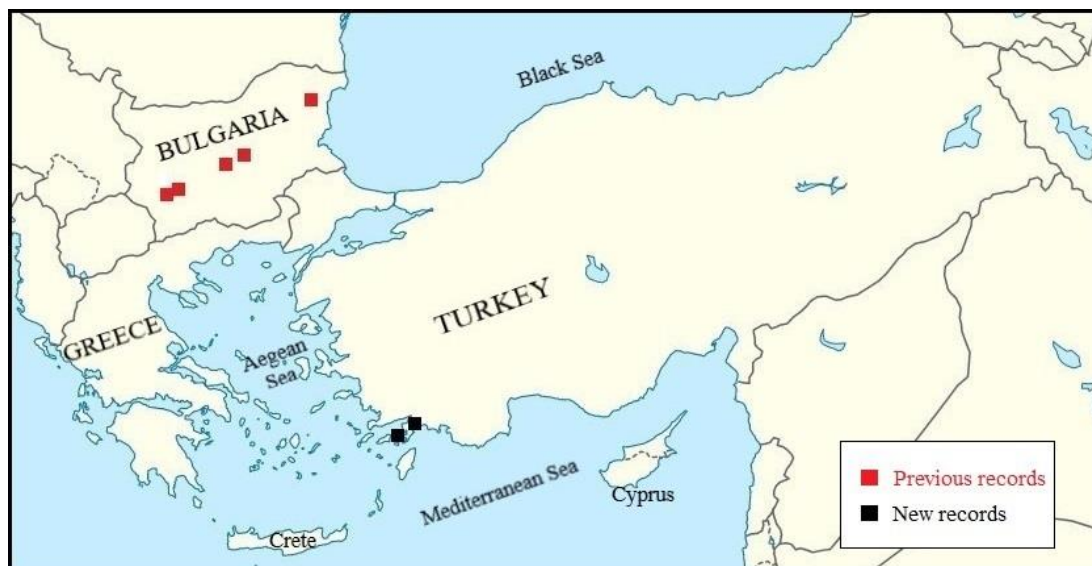 Black Sea
BULGARIA
TURKEY
GREECE
Aegean
Sea
Mediterranean Sea
Cyprus
Crete
Previous records
New records